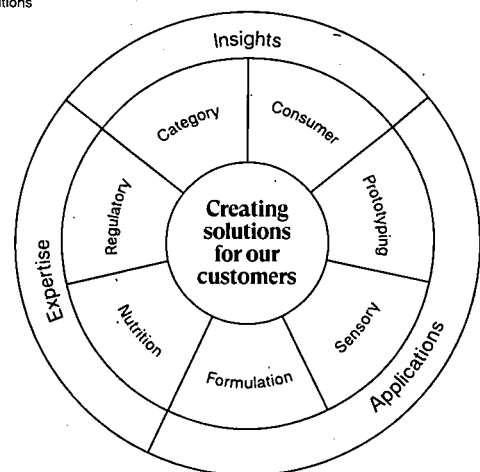 Insights
Category
Consumer
Regulatory
Prototyping
Creating
solutions
for our
customers
Expertise
Nutrition
Sensory
Formulation
Applications